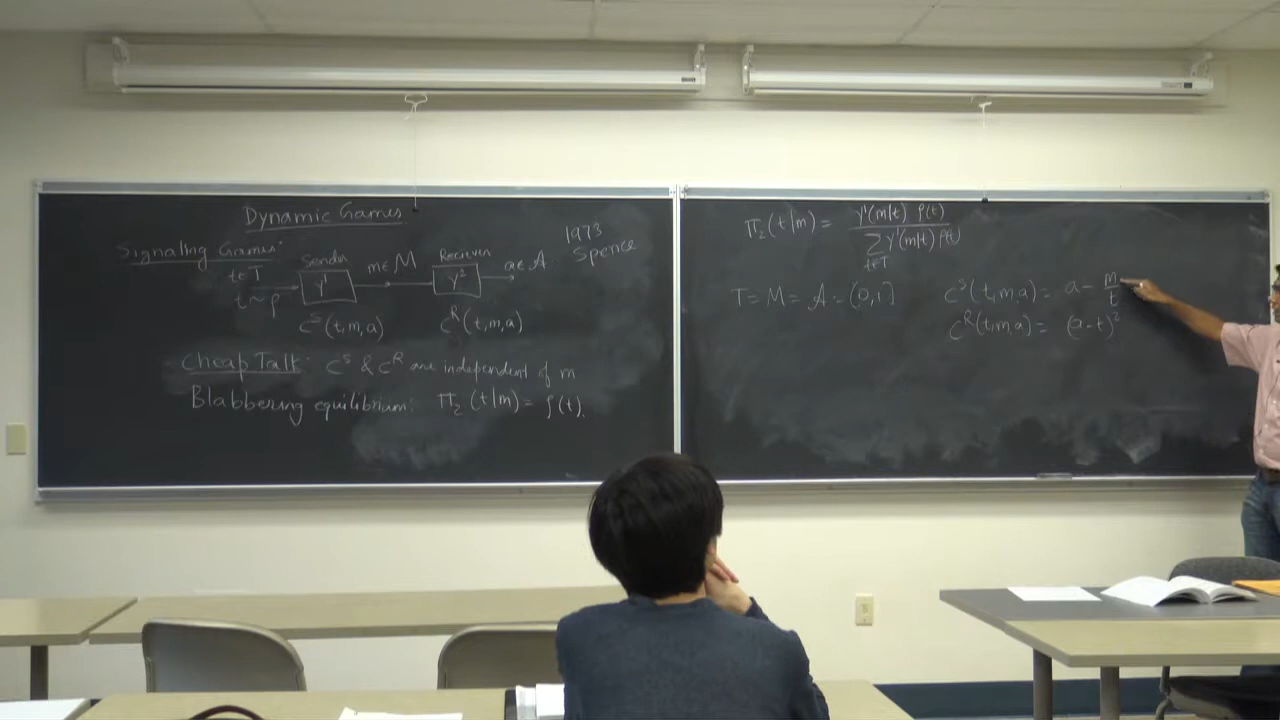 Dynamic Games
Signaling Games:
1973
Spence
Sender
Reciever
t∈T
m∈M
a∈A
t~ρ
γ¹
γ²
c^S(t,m,a)
c^R(t,m,a)
Cheap Talk: c^S & c^R are independent of m
Blabbering equilibrium: Π₂(t|m) = ρ(t).
Π₂(t|m) = γ¹(m|t) ρ(t) / Σ_{t∈T} γ¹(m|t) ρ(t)
T = M = A = (0,1]
c^S(t,m,a) = a - m/t
c^R(t,m,a) = (a-t)²